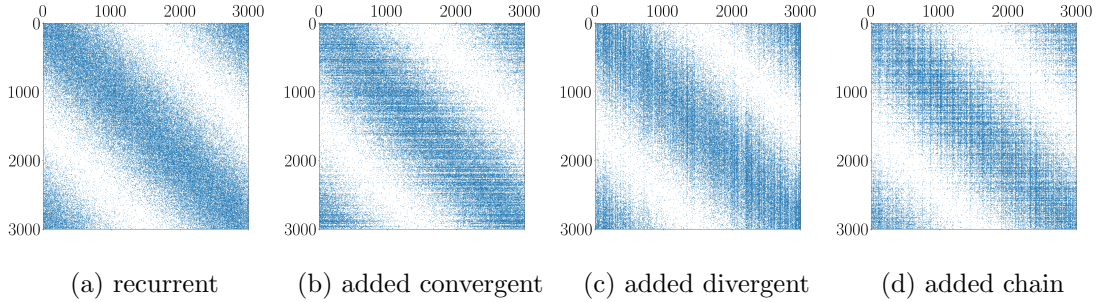 0 1000 2000 3000 0 1000 2000 3000 0 1000 2000 3000 0 1000 2000 3000
0 0 0 0
1000 1000 1000 1000
2000 2000 2000 2000
3000 3000 3000 3000
(a) recurrent (b) added convergent (c) added divergent (d) added chain